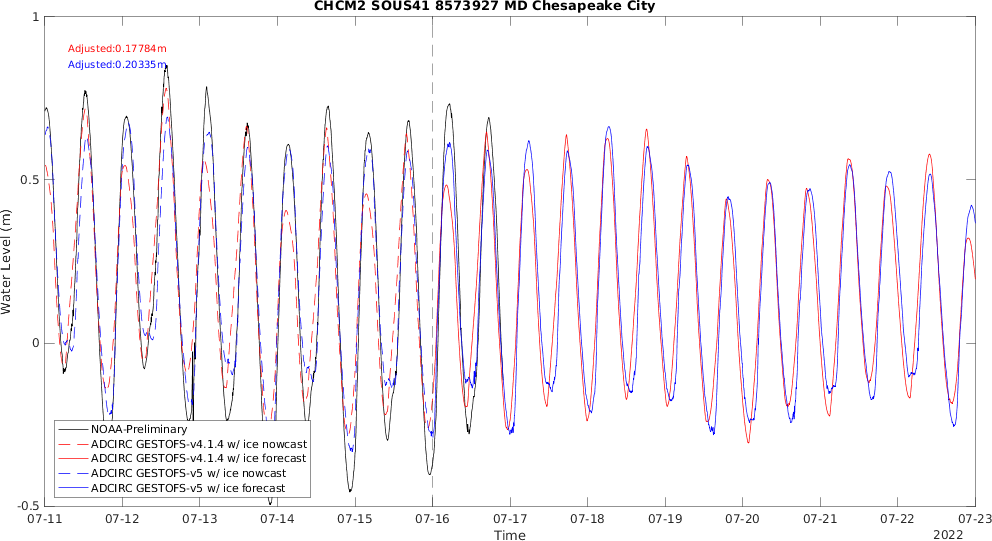 CHCM2 SOUS41 8573927 MD Chesapeake City
1
Adjusted:0.17784m
Adjusted:0.20335m
0.5
Water Level (m)
0
NOAA-Preliminary
ADCIRC GESTOFS-v4.1.4 w/ ice nowcast
ADCIRC GESTOFS-v4.1.4 w/ ice forecast
ADCIRC GESTOFS-v5 w/ ice nowcast
ADCIRC GESTOFS-v5 w/ ice forecast
-0.5
07-11 07-12 07-13 07-14 07-15 07-16 07-17 07-18 07-19 07-20 07-21 07-22 07-23
Time
2022